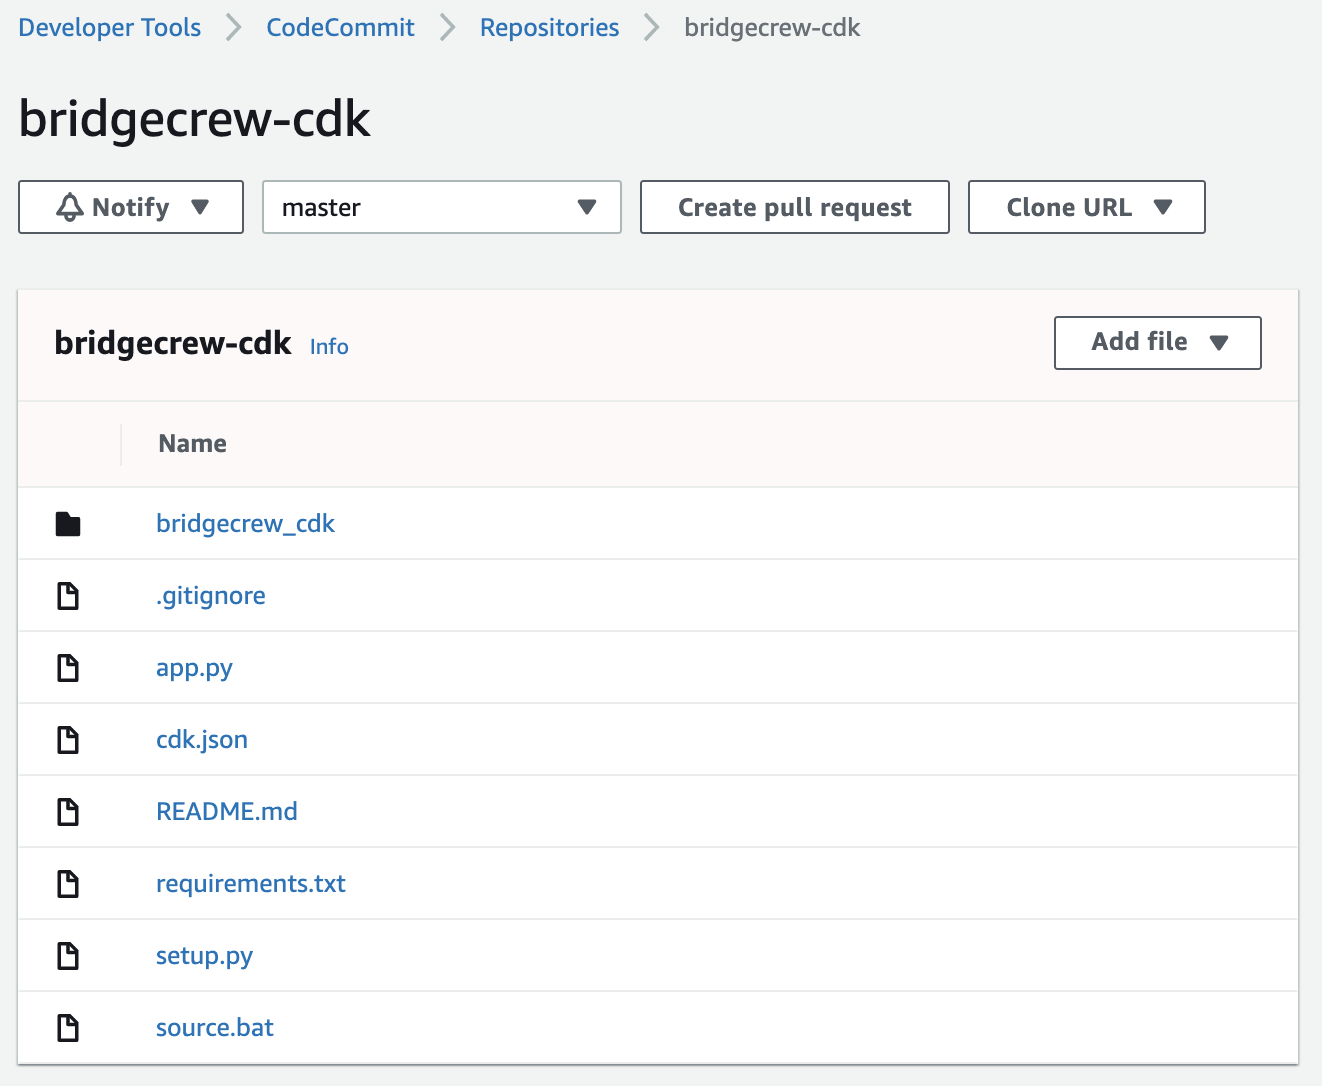 Developer Tools CodeCommit Repositories bridgecrew-cdk
bridgecrew-cdk
Notify master Create pull request Clone URL
bridgecrew-cdk Info Add file
Name
bridgecrew_cdk
.gitignore
app.py
cdk.json
README.md
requirements.txt
setup.py
source.bat